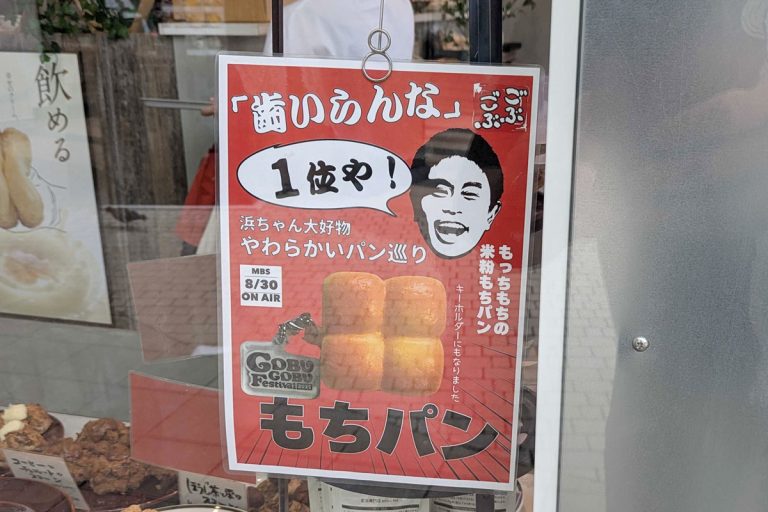 飲める
「歯いらんな」
ごぶ
ごぶ
1位や!
浜ちゃん大好物
やわらかいパン巡り
MBS
8/30
ON AIR
もっちもちの
米粉もちパン
キーホルダーにもなりました
GOBU
GOBU
Festival
もちパン